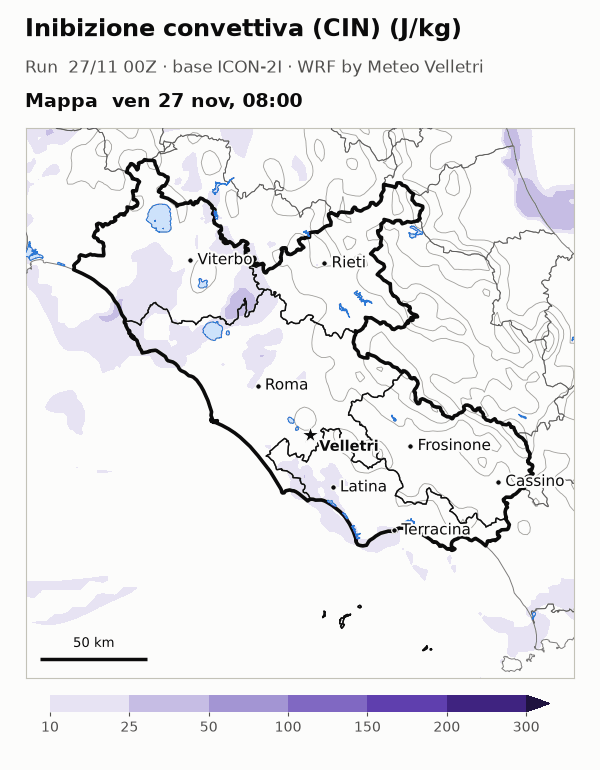 Inibizione convettiva (CIN) (J/kg)
Run 27/11 00Z · base ICON-2I · WRF by Meteo Velletri
Mappa ven 27 nov, 08:00
Viterbo
Rieti
Roma
Velletri
Frosinone
Latina
Cassino
Terracina
50 km
10 25 50 100 150 200 300